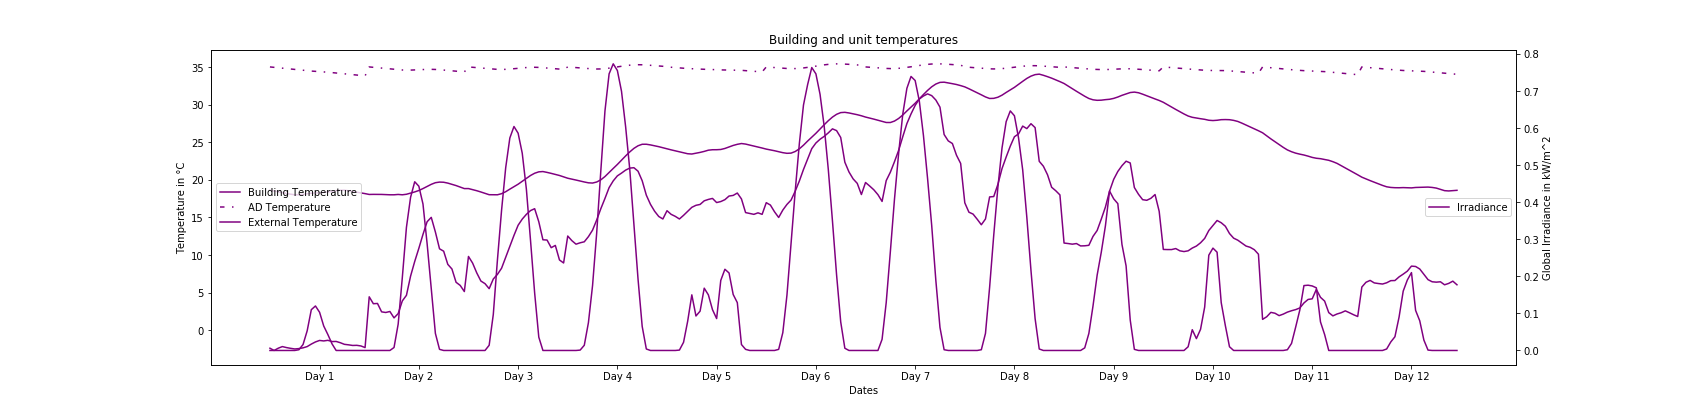 Building and unit temperatures
Temperature in °C
35
30
25
20
15
10
5
0
Building Temperature
AD Temperature
External Temperature
Irradiance
0.8
0.7
0.6
0.5
0.4
0.3
0.2
0.1
0.0
Global Irradiance in kW/m^2
Day 1 Day 2 Day 3 Day 4 Day 5 Day 6 Day 7 Day 8 Day 9 Day 10 Day 11 Day 12
Dates